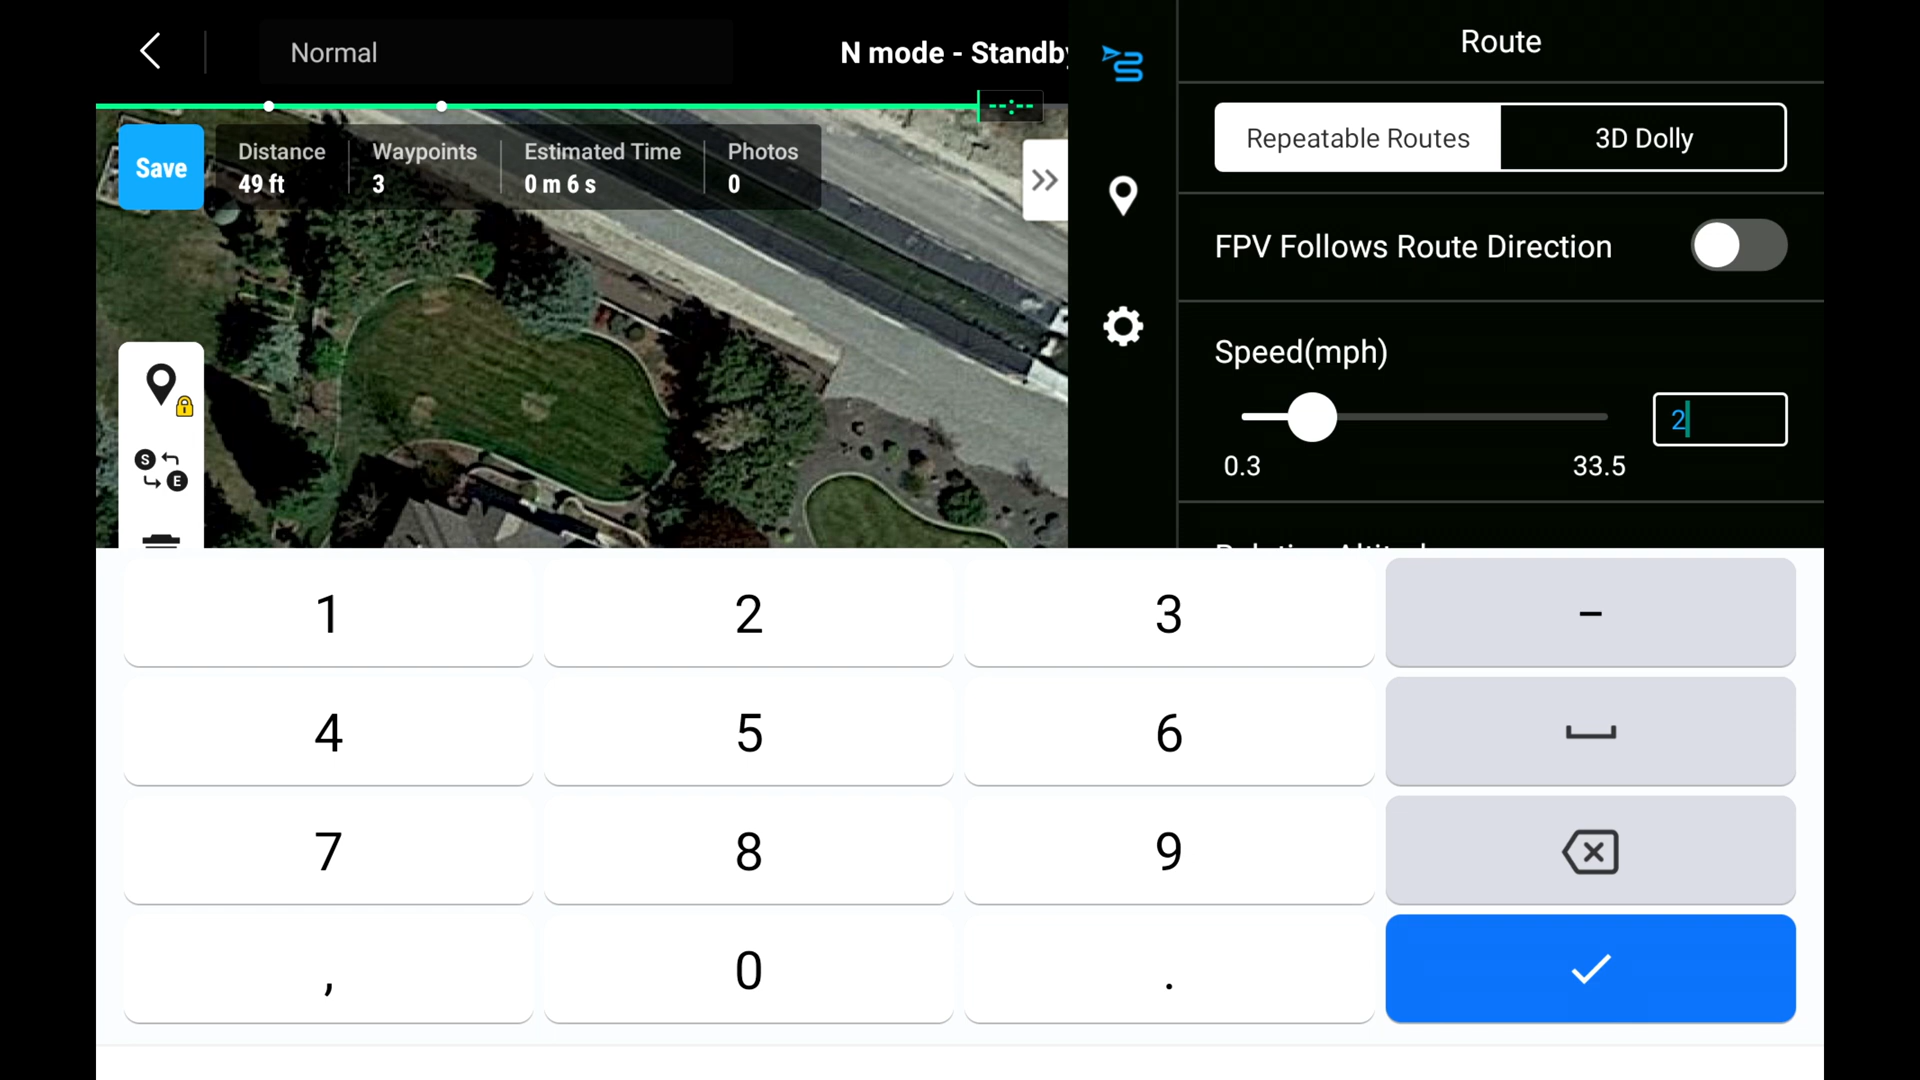 Normal
N mode - Standby
Route
Save
Distance
49 ft
Waypoints
3
Estimated Time
0 m 6 s
Photos
0
Repeatable Routes
3D Dolly
FPV Follows Route Direction
Speed(mph)
2
0.3
33.5
S
E
1
2
3
–
4
5
6
7
8
9
,
0
.